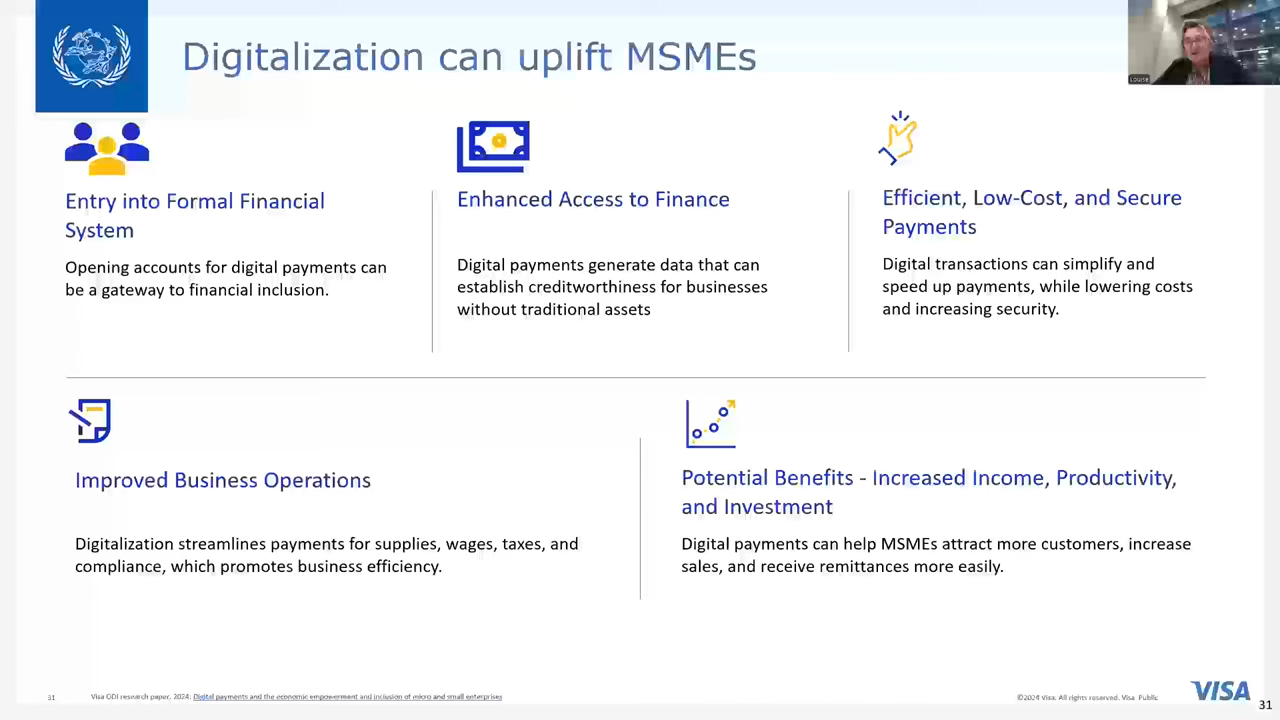 Digitalization can uplift MSMEs
Louise
Entry into Formal Financial
System
Opening accounts for digital payments can
be a gateway to financial inclusion.
Enhanced Access to Finance
Digital payments generate data that can
establish creditworthiness for businesses
without traditional assets
Efficient, Low-Cost, and Secure
Payments
Digital transactions can simplify and
speed up payments, while lowering costs
and increasing security.
Improved Business Operations
Digitalization streamlines payments for supplies, wages, taxes, and
compliance, which promotes business efficiency.
Potential Benefits - Increased Income, Productivity,
and Investment
Digital payments can help MSMEs attract more customers, increase
sales, and receive remittances more easily.
31
Visa ODI research paper, 2024: Digital payments and the economic empowerment and inclusion of micro and small enterprises
©2024 Visa. All rights reserved. Visa Public
VISA
31